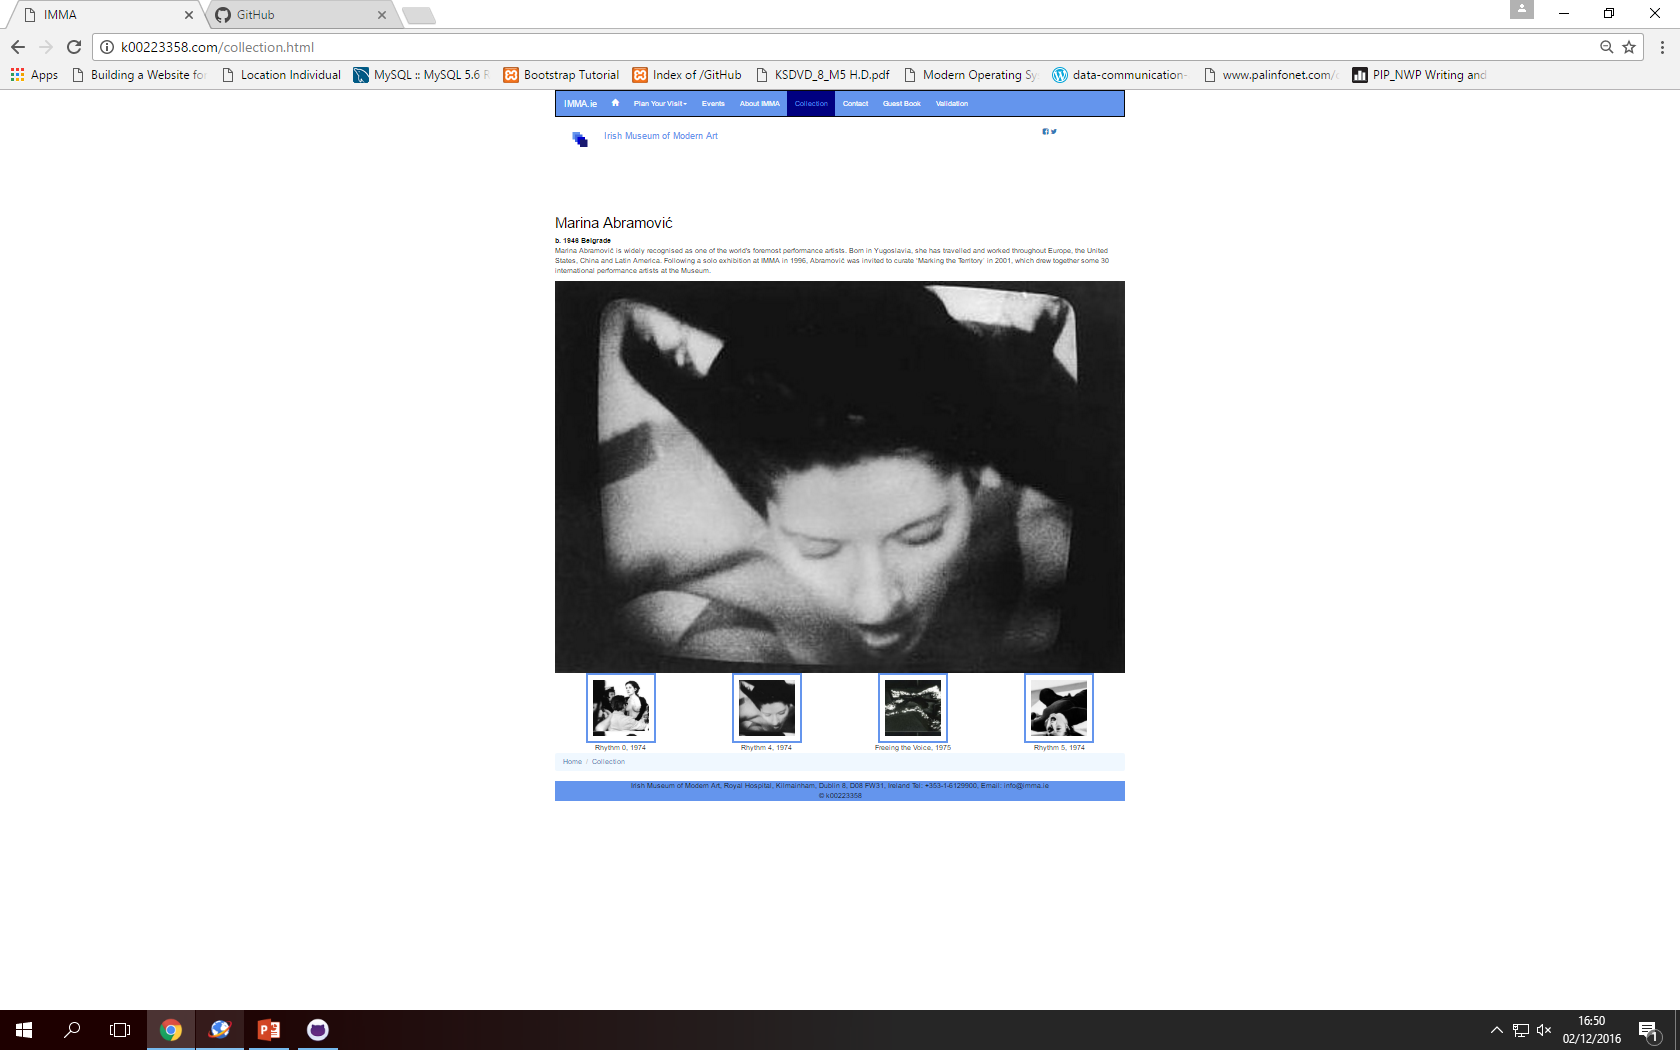 IMMA
GitHub
k00223358.com/collection.html
Apps
Building a Website for
Location Individual
MySQL :: MySQL 5.6 R
Bootstrap Tutorial
Index of /GitHub
KSDVD_8_M5 H.D.pdf
Modern Operating Sy
data-communication-
www.palinfonet.com/
PIP_NWP Writing and
IMMA.ie Plan Your Visit Events About IMMA Collection Contact Guest Book Validation
Irish Museum of Modern Art
Marina Abramović
b. 1946 Belgrade
Marina Abramović is widely recognised as one of the world's foremost performance artists. Born in Yugoslavia, she has travelled and worked throughout Europe, the United
States, China and Latin America. Following a solo exhibition at IMMA in 1996, Abramović was invited to curate 'Marking the Territory' in 2001, which drew together some 30
international performance artists at the Museum.
Rhythm 0, 1974
Rhythm 4, 1974
Freeing the Voice, 1975
Rhythm 5, 1974
Home / Collection
Irish Museum of Modern Art, Royal Hospital, Kilmainham, Dublin 8, D08 FW31, Ireland Tel: +353-1-6129900, Email: info@imma.ie
© k00223358
16:50
02/12/2016
1